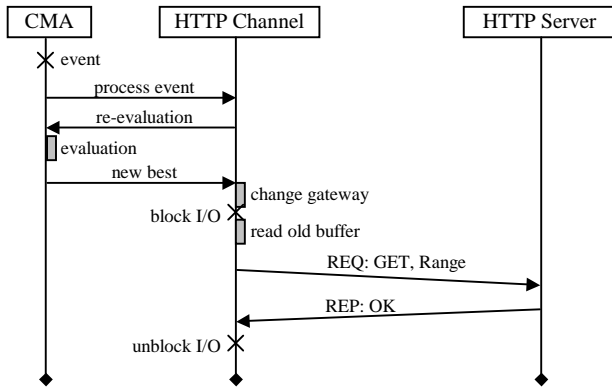 CMA
HTTP Channel
HTTP Server
event
process event
re-evaluation
evaluation
new best
change gateway
block I/O
read old buffer
REQ: GET, Range
REP: OK
unblock I/O